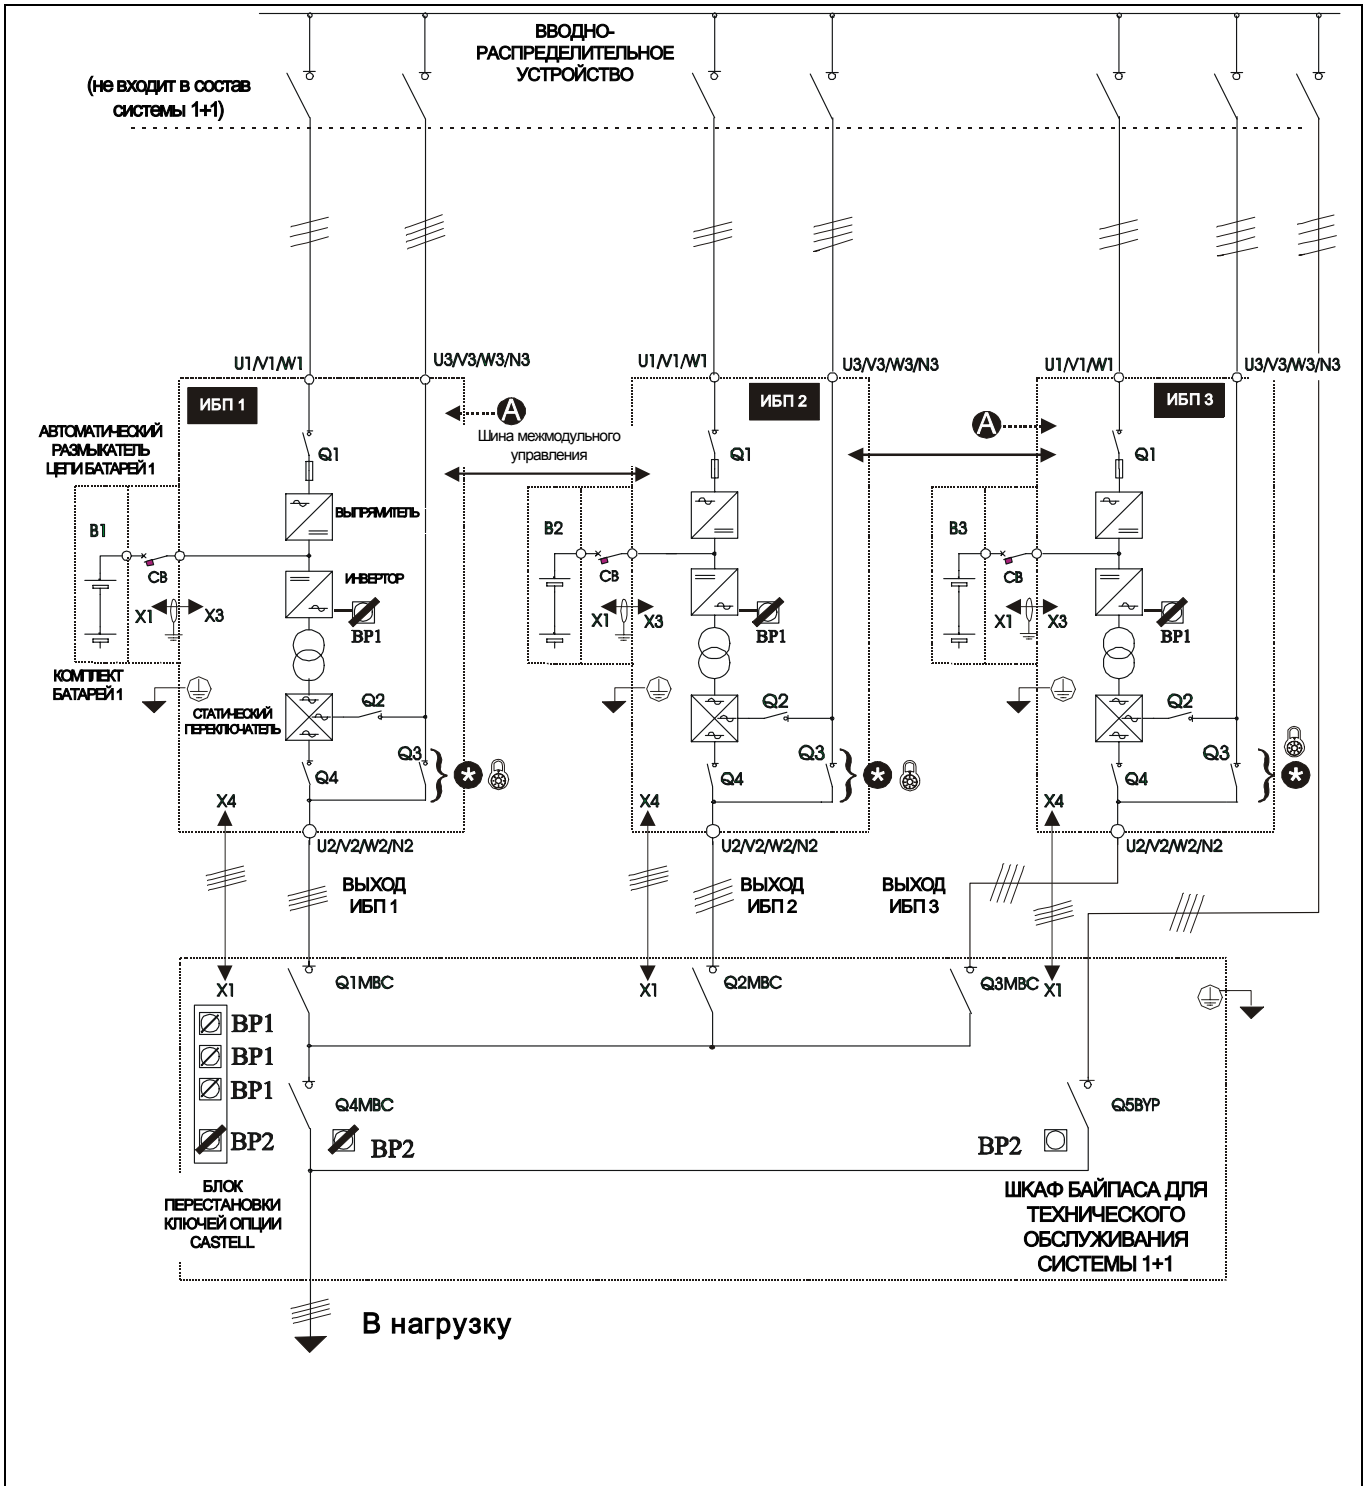 ВВОДНО-
РАСПРЕДЕЛИТЕЛЬНОЕ
УСТРОЙСТВО
(не входит в состав
системы 1+1)
U1/V1/W1
U3/V3/W3/N3
U1/V1/W1
U3/V3/W3/N3
U1/V1/W1
U3/V3/W3/N3
ИБП 1
ИБП 2
ИБП 3
A
A
Шина межмодульного
управления
АВТОМАТИЧЕСКИЙ
РАЗМЫКАТЕЛЬ
ЦЕПИ БАТАРЕЙ 1
Q1
Q1
Q1
ВЫПРЯМИТЕЛЬ
B1
B2
B3
CB
CB
CB
ИНВЕРТОР
X1
X3
BP1
X1
X3
BP1
X1
X3
BP1
КОМПЛЕКТ
БАТАРЕЙ 1
СТАТИЧЕСКИЙ
ПЕРЕКЛЮЧАТЕЛЬ
Q2
Q2
Q2
Q3
Q3
Q3
Q4
*
Q4
*
Q4
*
X4
X4
X4
U2/V2/W2/N2
U2/V2/W2/N2
U2/V2/W2/N2
ВЫХОД
ИБП 1
ВЫХОД
ИБП 2
ВЫХОД
ИБП 3
X1
Q1MBC
X1
Q2MBC
Q3MBC
X1
BP1
BP1
BP1
BP2
Q4MBC
BP2
Q5BYP
BP2
БЛОК
ПЕРЕСТАНОВКИ
КЛЮЧЕЙ ОПЦИИ
CASTELL
ШКАФ БАЙПАСА ДЛЯ
ТЕХНИЧЕСКОГО
ОБСЛУЖИВАНИЯ
СИСТЕМЫ 1+1
В нагрузку